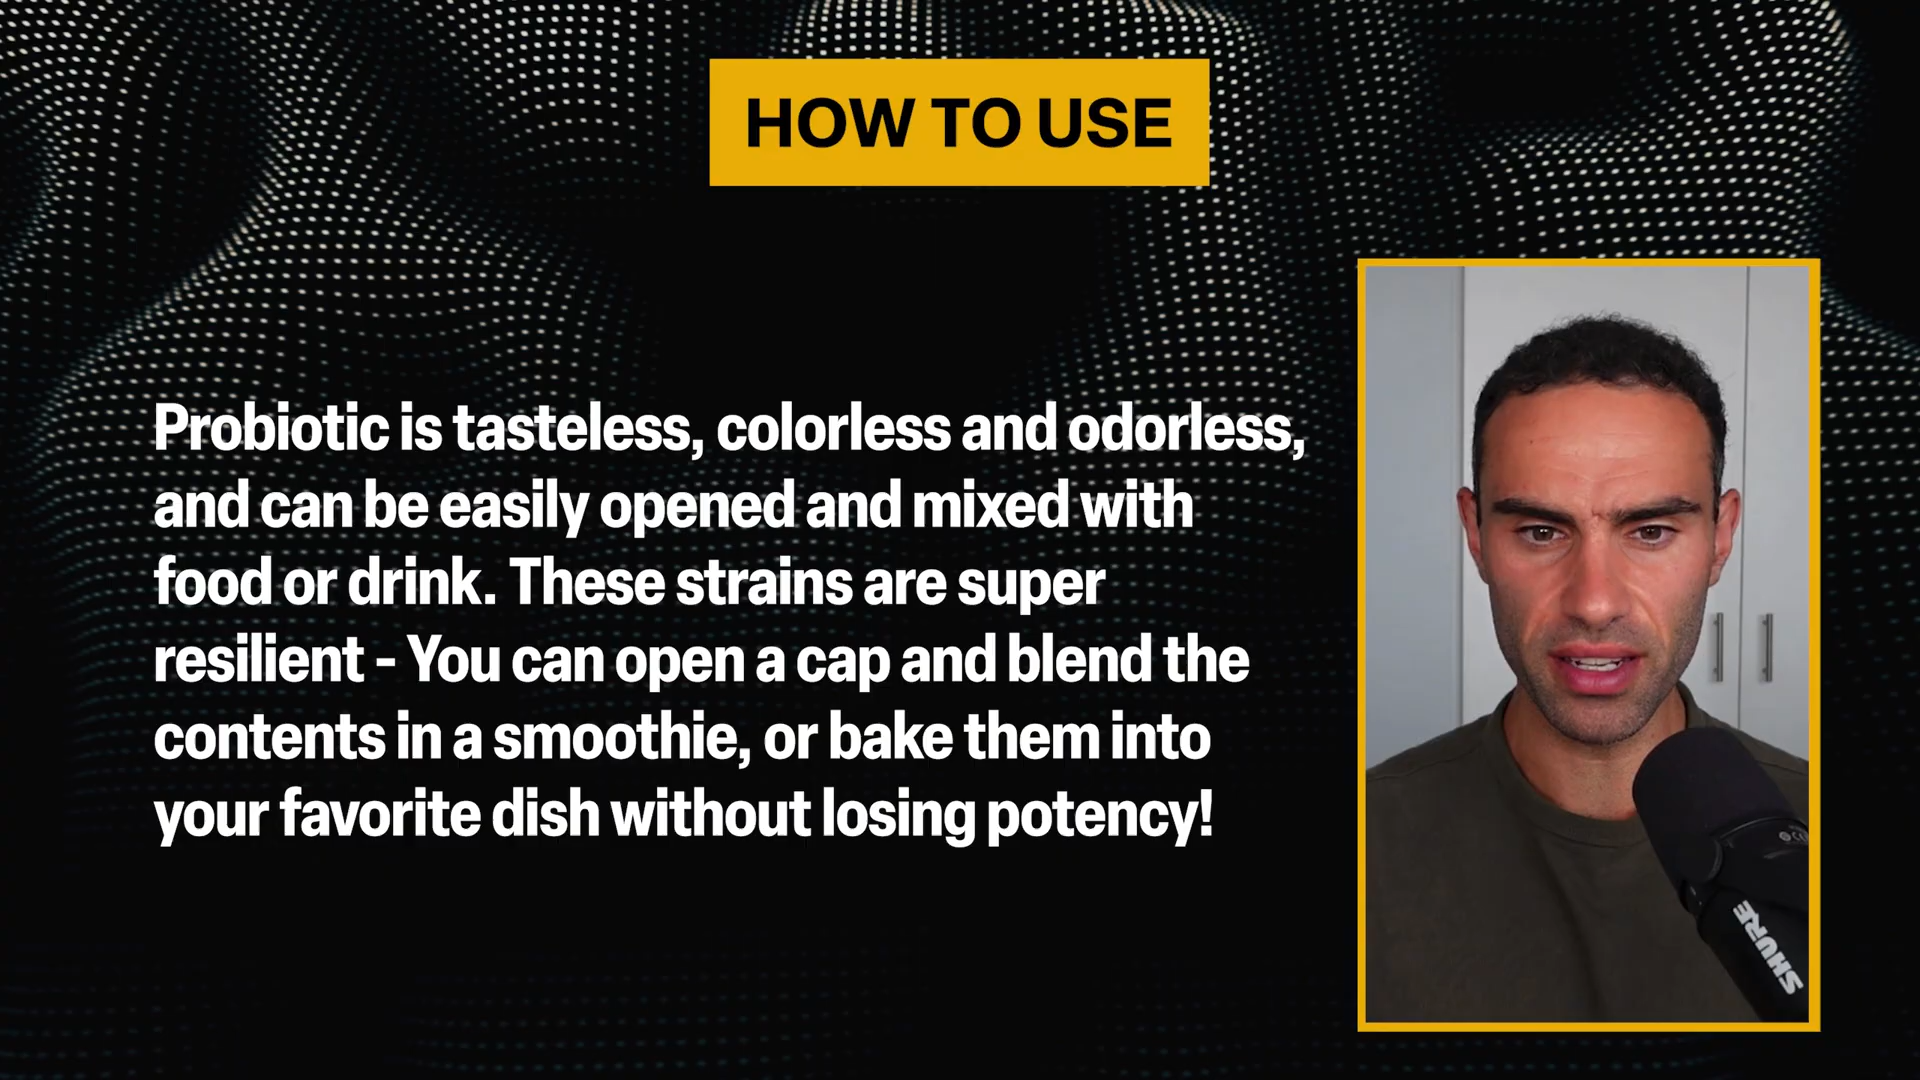 HOW TO USE
Probiotic is tasteless, colorless and odorless,
and can be easily opened and mixed with
food or drink. These strains are super
resilient - You can open a cap and blend the
contents in a smoothie, or bake them into
your favorite dish without losing potency!
SHURE